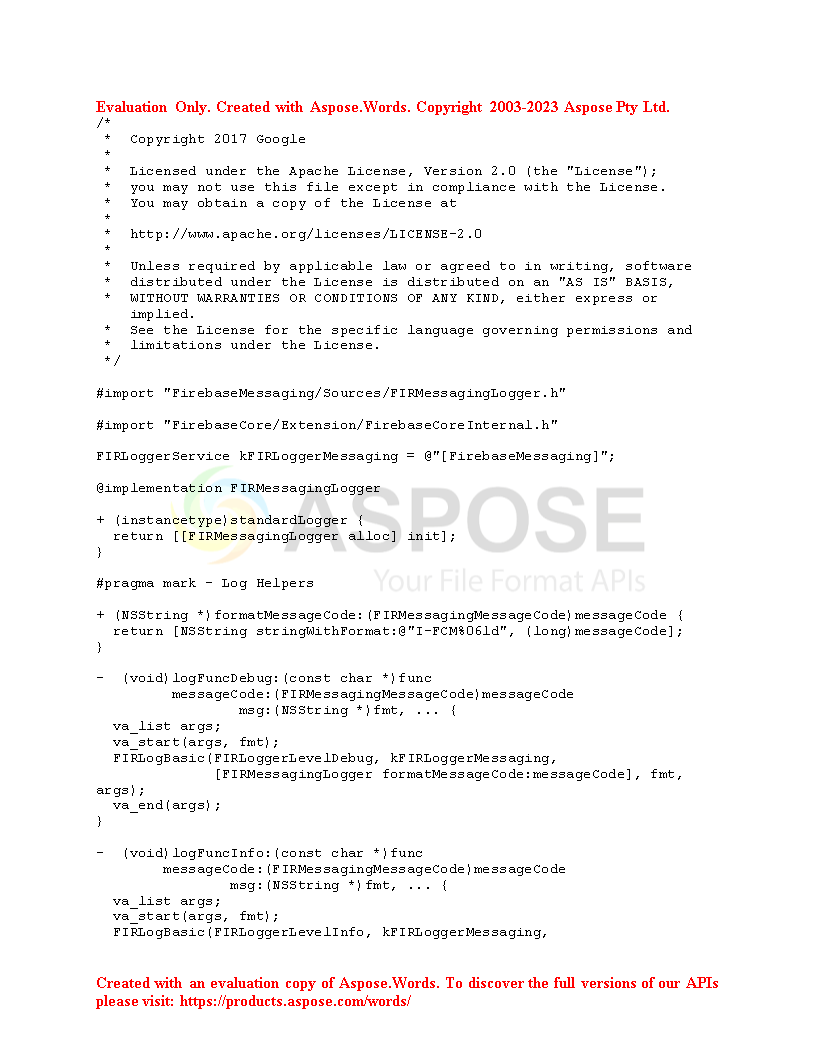 Evaluation Only. Created with Aspose.Words. Copyright 2003-2023 Aspose Pty Ltd.
/*
 *  Copyright 2017 Google
 *
 *  Licensed under the Apache License, Version 2.0 (the "License");
 *  you may not use this file except in compliance with the License.
 *  You may obtain a copy of the License at
 *
 *  http://www.apache.org/licenses/LICENSE-2.0
 *
 *  Unless required by applicable law or agreed to in writing, software
 *  distributed under the License is distributed on an "AS IS" BASIS,
 *  WITHOUT WARRANTIES OR CONDITIONS OF ANY KIND, either express or
    implied.
 *  See the License for the specific language governing permissions and
 *  limitations under the License.
 */

#import "FirebaseMessaging/Sources/FIRMessagingLogger.h"

#import "FirebaseCore/Extension/FirebaseCoreInternal.h"

FIRLoggerService kFIRLoggerMessaging = @"[FirebaseMessaging]";

@implementation FIRMessagingLogger

+ (instancetype)standardLogger {
  return [[FIRMessagingLogger alloc] init];
}
ASPOSE
Your File Format APIs

#pragma mark - Log Helpers

+ (NSString *)formatMessageCode:(FIRMessagingMessageCode)messageCode {
  return [NSString stringWithFormat:@"I-FCM%06ld", (long)messageCode];
}

-  (void)logFuncDebug:(const char *)func
         messageCode:(FIRMessagingMessageCode)messageCode
                 msg:(NSString *)fmt, ... {
  va_list args;
  va_start(args, fmt);
  FIRLogBasic(FIRLoggerLevelDebug, kFIRLoggerMessaging,
              [FIRMessagingLogger formatMessageCode:messageCode], fmt,
args);
  va_end(args);
}

-  (void)logFuncInfo:(const char *)func
        messageCode:(FIRMessagingMessageCode)messageCode
                msg:(NSString *)fmt, ... {
  va_list args;
  va_start(args, fmt);
  FIRLogBasic(FIRLoggerLevelInfo, kFIRLoggerMessaging,

Created with an evaluation copy of Aspose.Words. To discover the full versions of our APIs
please visit: https://products.aspose.com/words/